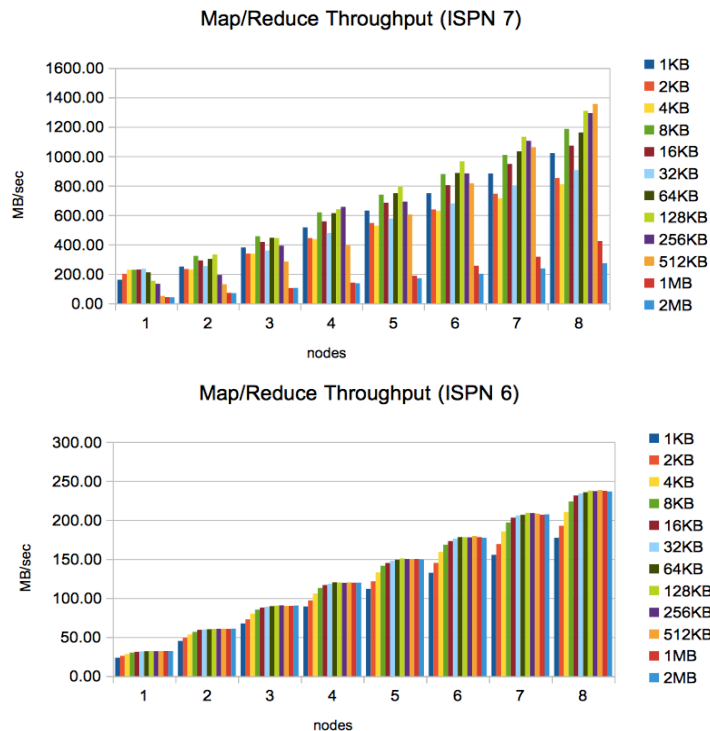 Map/Reduce Throughput (ISPN 7)
1600.00
1400.00
1200.00
1000.00
800.00
600.00
400.00
200.00
0.00
MB/sec
1 2 3 4 5 6 7 8
nodes
1KB
2KB
4KB
8KB
16KB
32KB
64KB
128KB
256KB
512KB
1MB
2MB
Map/Reduce Throughput (ISPN 6)
300.00
250.00
200.00
150.00
100.00
50.00
0.00
MB/sec
1 2 3 4 5 6 7 8
nodes
1KB
2KB
4KB
8KB
16KB
32KB
64KB
128KB
256KB
512KB
1MB
2MB